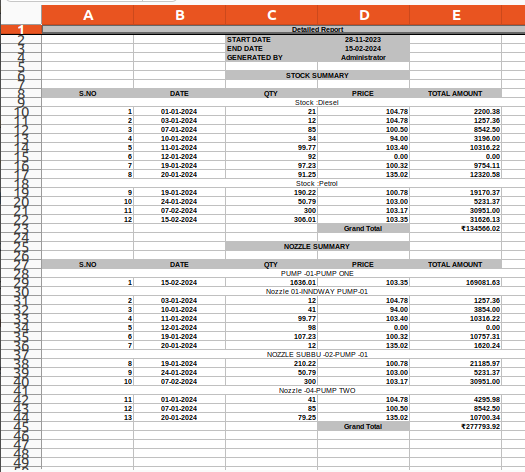 A B C D E
1 Detailed Report
2 START DATE 28-11-2023
3 END DATE 15-02-2024
4 GENERATED BY Administrator
5
6 STOCK SUMMARY
7
8 S.NO DATE QTY PRICE TOTAL AMOUNT
9 Stock :Diesel
10 1 01-01-2024 21 104.78 2200.38
11 2 03-01-2024 12 104.78 1257.36
12 3 07-01-2024 85 100.50 8542.50
13 4 10-01-2024 34 94.00 3196.00
14 5 11-01-2024 99.77 103.40 10316.22
15 6 12-01-2024 92 0.00 0.00
16 7 19-01-2024 97.23 100.32 9754.11
17 8 20-01-2024 91.25 135.02 12320.58
18 Stock :Petrol
19 9 19-01-2024 190.22 100.78 19170.37
20 10 24-01-2024 50.79 103.00 5231.37
21 11 07-02-2024 300 103.17 30951.00
22 12 15-02-2024 306.01 103.35 31626.13
23 Grand Total ₹134566.02
24
25 NOZZLE SUMMARY
26
27 S.NO DATE QTY PRICE TOTAL AMOUNT
28 PUMP -01-PUMP ONE
29 1 15-02-2024 1636.01 103.35 169081.63
30 Nozzle 01-INNDWAY PUMP-01
31 2 03-01-2024 12 104.78 1257.36
32 3 10-01-2024 41 94.00 3854.00
33 4 11-01-2024 99.77 103.40 10316.22
34 5 12-01-2024 98 0.00 0.00
35 6 19-01-2024 107.23 100.32 10757.31
36 7 20-01-2024 12 135.02 1620.24
37 NOZZLE SUBBU -02-PUMP -01
38 8 19-01-2024 210.22 100.78 21185.97
39 9 24-01-2024 50.79 103.00 5231.37
40 10 07-02-2024 300 103.17 30951.00
41 Nozzle -04-PUMP TWO
42 11 01-01-2024 41 104.78 4295.98
43 12 07-01-2024 85 100.50 8542.50
44 13 20-01-2024 79.25 135.02 10700.34
45 Grand Total ₹277793.92
46
47
48
49